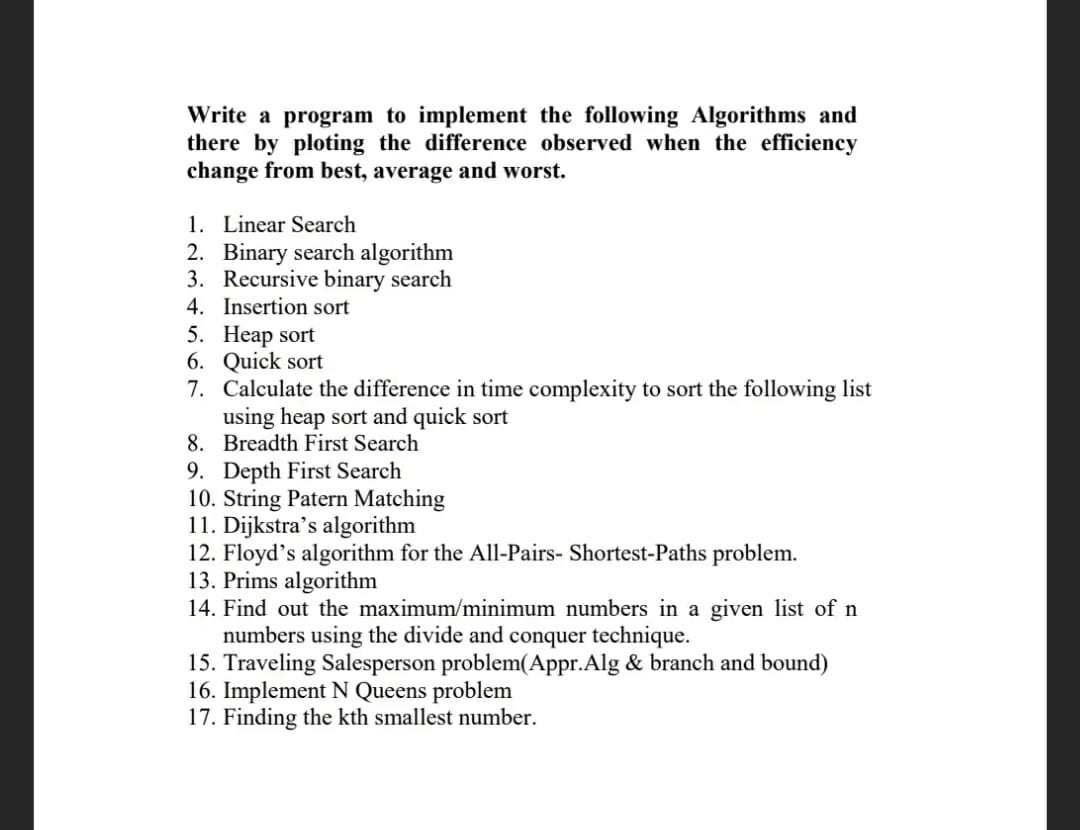 Write a program to implement the following Algorithms and
there by ploting the difference observed when the efficiency
change from best, average and worst.
1. Linear Search
2. Binary search algorithm
3. Recursive binary search
4. Insertion sort
5. Heap sort
6. Quick sort
7. Calculate the difference in time complexity to sort the following list
using heap sort and quick sort
8. Breadth First Search
9. Depth First Search
10. String Patern Matching
11. Dijkstra’s algorithm
12. Floyd’s algorithm for the All-Pairs- Shortest-Paths problem.
13. Prims algorithm
14. Find out the maximum/minimum numbers in a given list of n
numbers using the divide and conquer technique.
15. Traveling Salesperson problem(Appr.Alg & branch and bound)
16. Implement N Queens problem
17. Finding the kth smallest number.